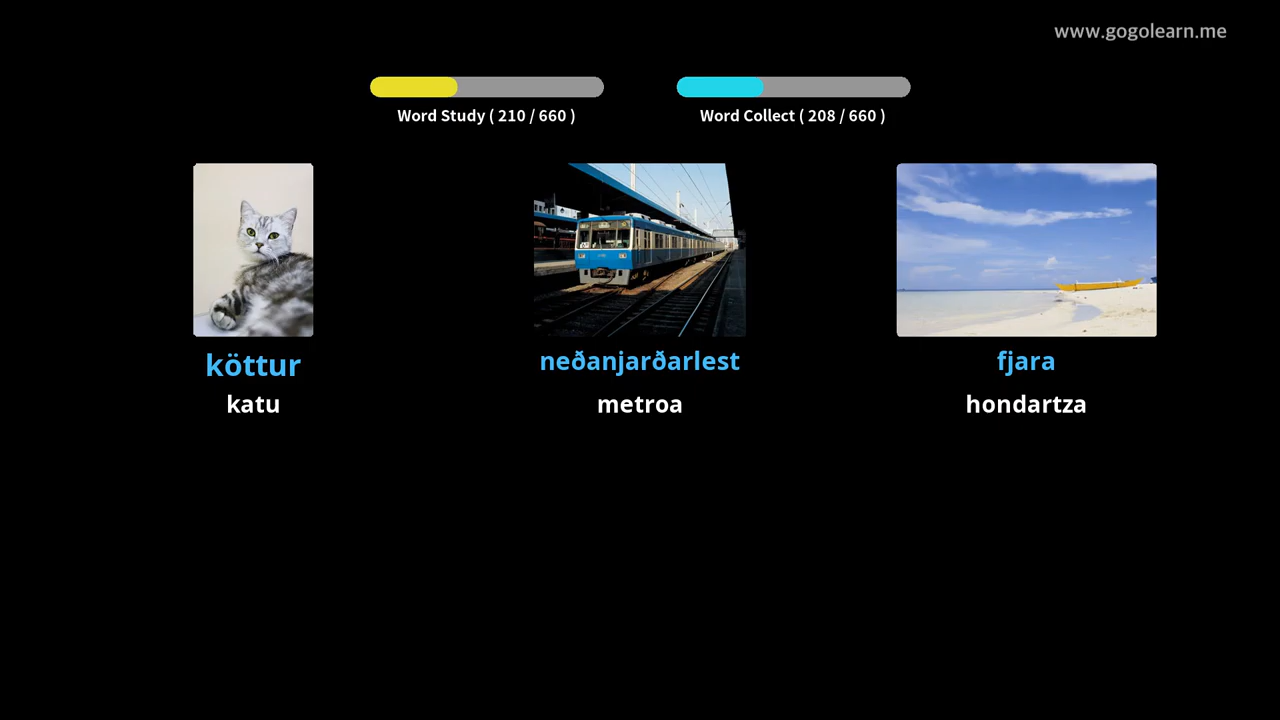 www.gogolearn.me
Word Study ( 210 / 660 )
Word Collect ( 208 / 660 )
köttur
neðanjarðarlest
fjara
katu
metroa
hondartza